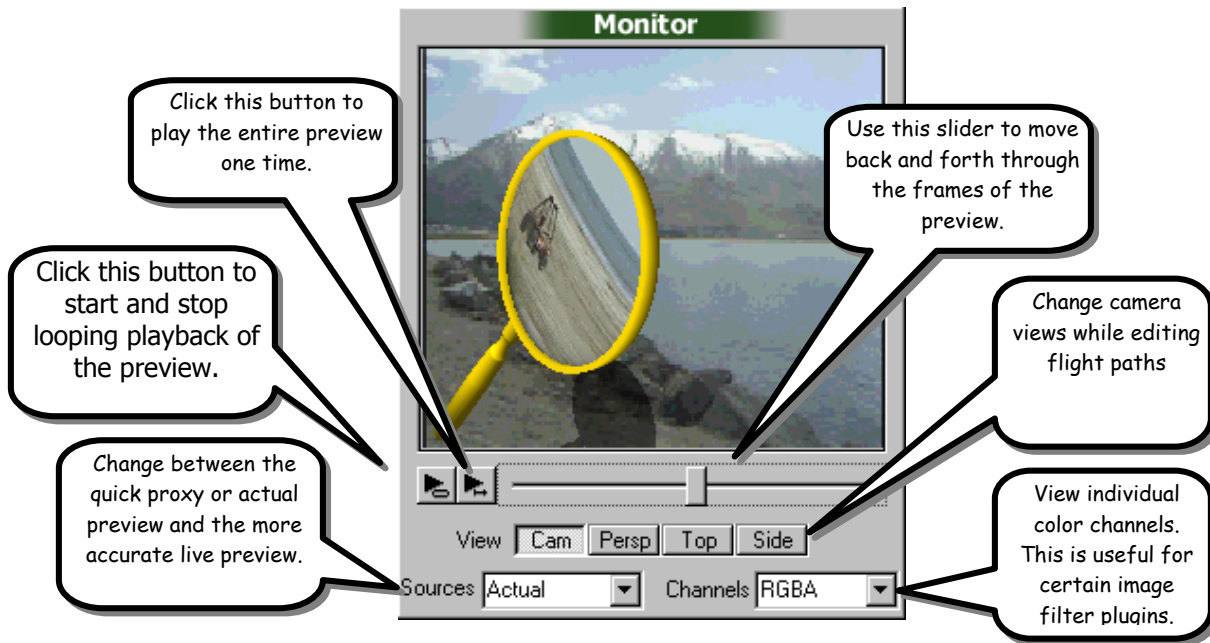 Monitor
Click this button to
play the entire preview
one time.
Use this slider to move
back and forth through
the frames of the
preview.
Click this button to
start and stop
looping playback of
the preview.
Change camera
views while editing
flight paths
Change between the
quick proxy or actual
preview and the more
accurate live preview.
View individual
color channels.
This is useful for
certain image
filter plugins.
View Cam Persp Top Side
Sources Actual Channels RGBA